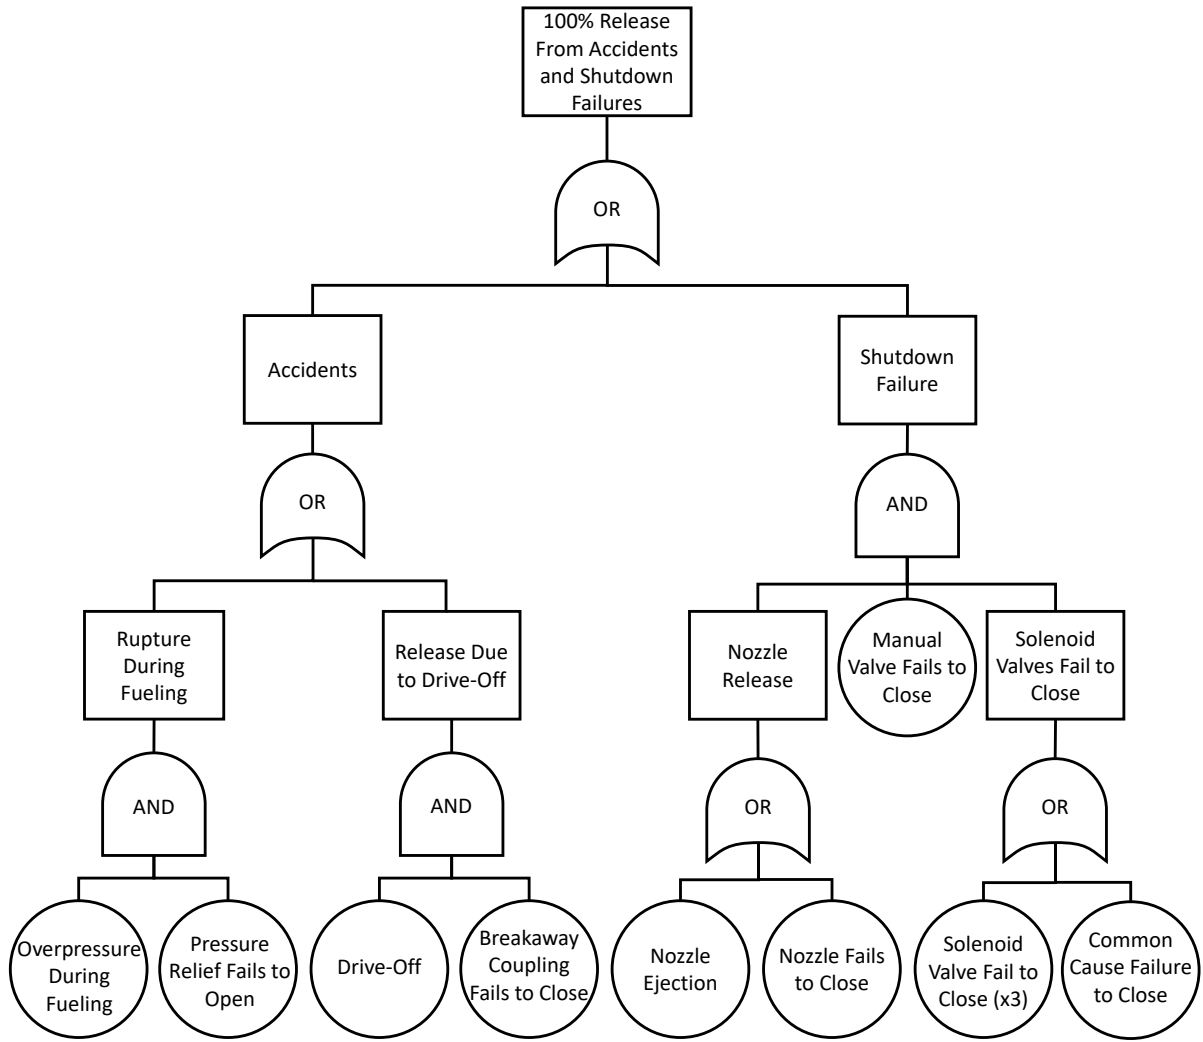 100% Release
From Accidents
and Shutdown
Failures
OR
Accidents
Shutdown
Failure
OR
AND
Rupture
During
Fueling
Release Due
to Drive-Off
Nozzle
Release
Manual
Valve Fails to
Close
Solenoid
Valves Fail to
Close
AND
AND
OR
OR
Overpressure
During
Fueling
Pressure
Relief Fails to
Open
Drive-Off
Breakaway
Coupling
Fails to Close
Nozzle
Ejection
Nozzle Fails
to Close
Solenoid
Valve Fail to
Close (x3)
Common
Cause Failure
to Close